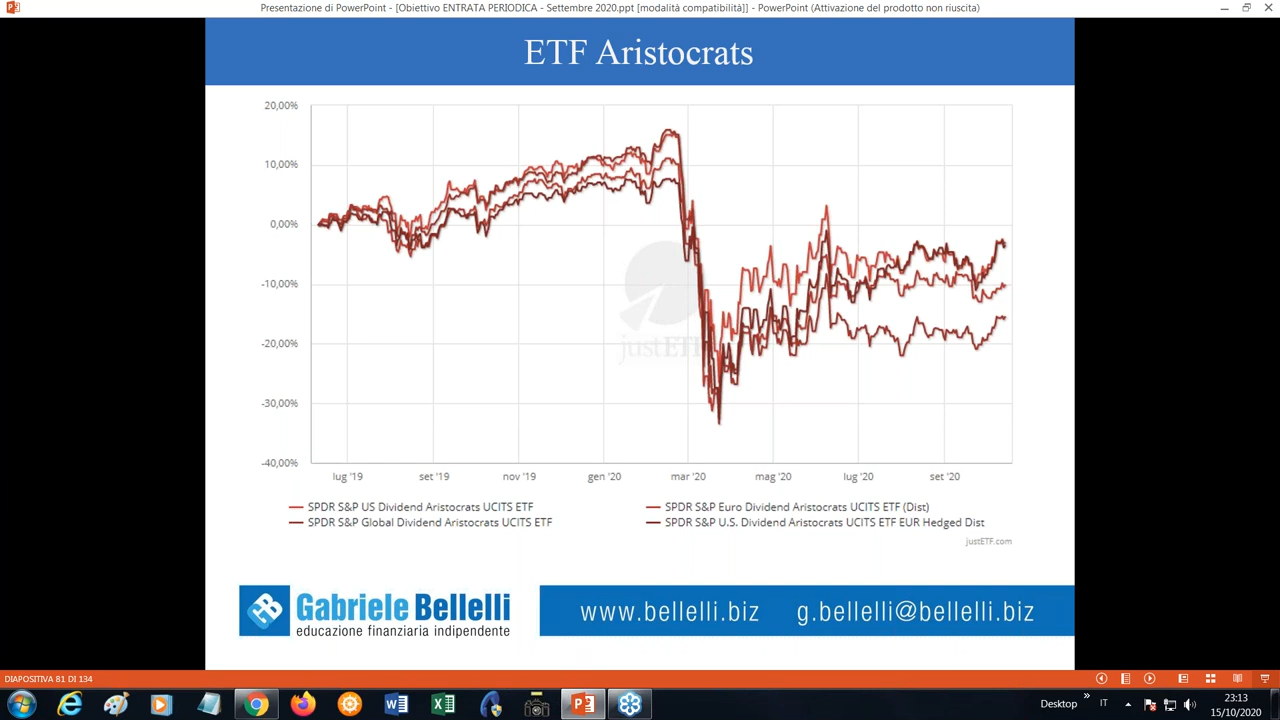 Presentazione di PowerPoint - [Obiettivo ENTRATA PERIODICA - Settembre 2020.ppt [modalità compatibilità]] - PowerPoint (Attivazione del prodotto non riuscita)
ETF Aristocrats
20,00%
10,00%
0,00%
-10,00%
-20,00%
-30,00%
-40,00%
justETF
lug '19 set '19 nov '19 gen '20 mar '20 mag '20 lug '20 set '20
SPDR S&P US Dividend Aristocrats UCITS ETF SPDR S&P Euro Dividend Aristocrats UCITS ETF (Dist)
SPDR S&P Global Dividend Aristocrats UCITS ETF SPDR S&P U.S. Dividend Aristocrats UCITS ETF EUR Hedged Dist
justETF.com
Gabriele Bellelli
educazione finanziaria indipendente
www.bellelli.biz g.bellelli@bellelli.biz
DIAPOSITIVA 81 DI 134
Desktop IT 23:13
15/10/2020